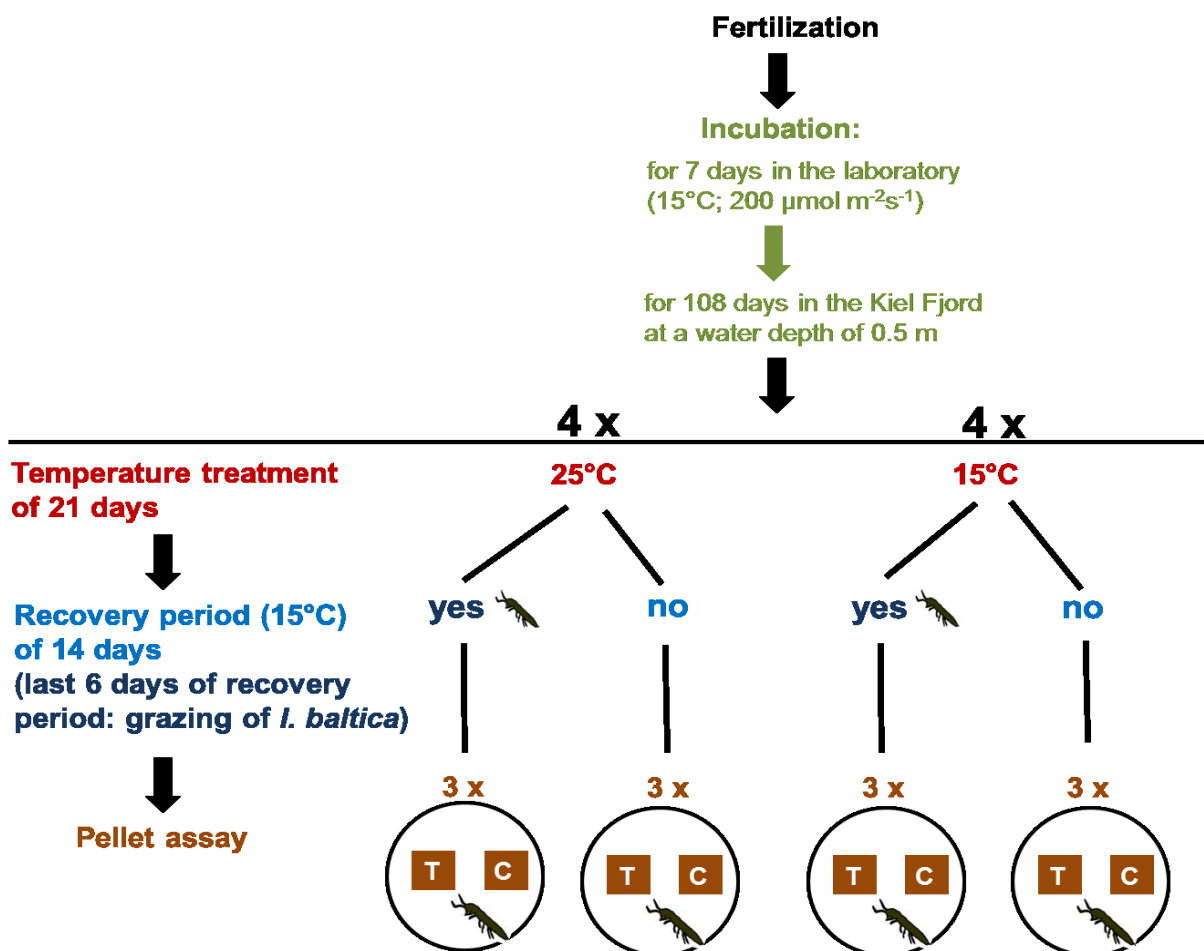 Fertilization
Incubation:
for 7 days in the laboratory
(15°C; 200 µmol m⁻²s⁻¹)
for 108 days in the Kiel Fjord
at a water depth of 0.5 m
4 x
4 x
Temperature treatment
of 21 days
25°C
15°C
Recovery period (15°C)
of 14 days
(last 6 days of recovery
period: grazing of I. baltica)
yes
no
yes
no
Pellet assay
3 x
3 x
3 x
3 x
T C
T C
T C
T C